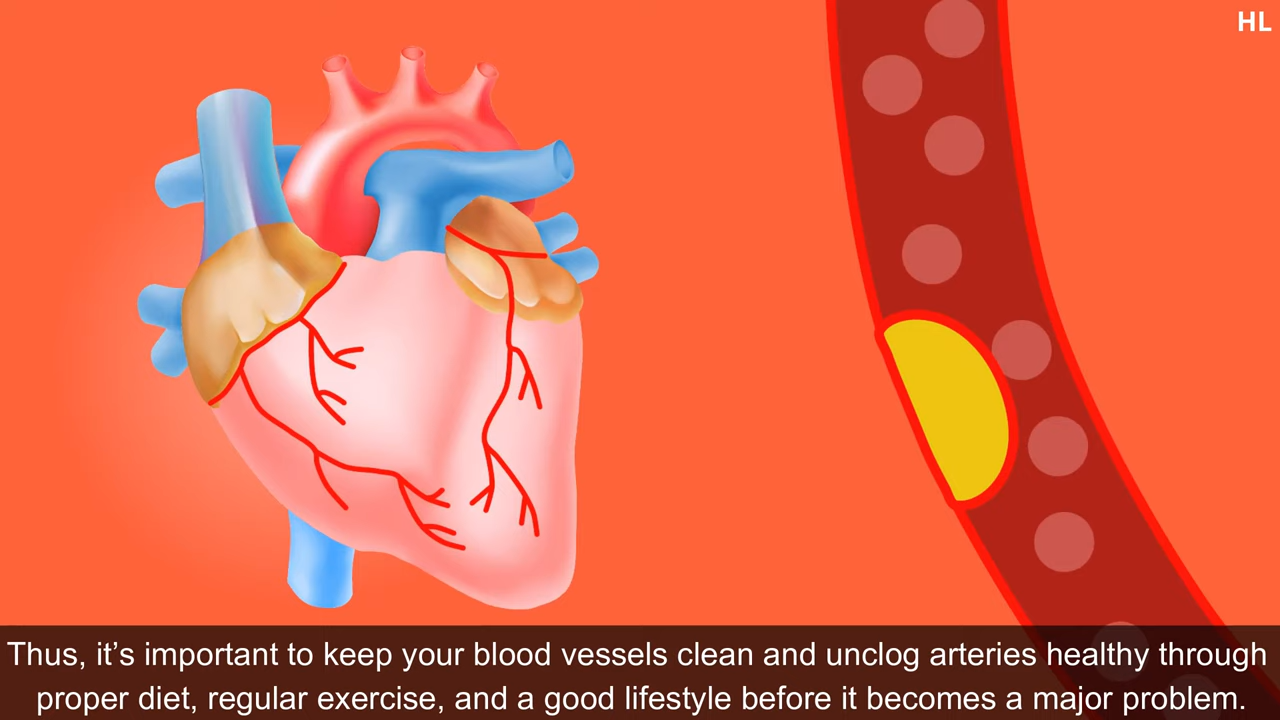 HL
Thus, it’s important to keep your blood vessels clean and unclog arteries healthy through
proper diet, regular exercise, and a good lifestyle before it becomes a major problem.